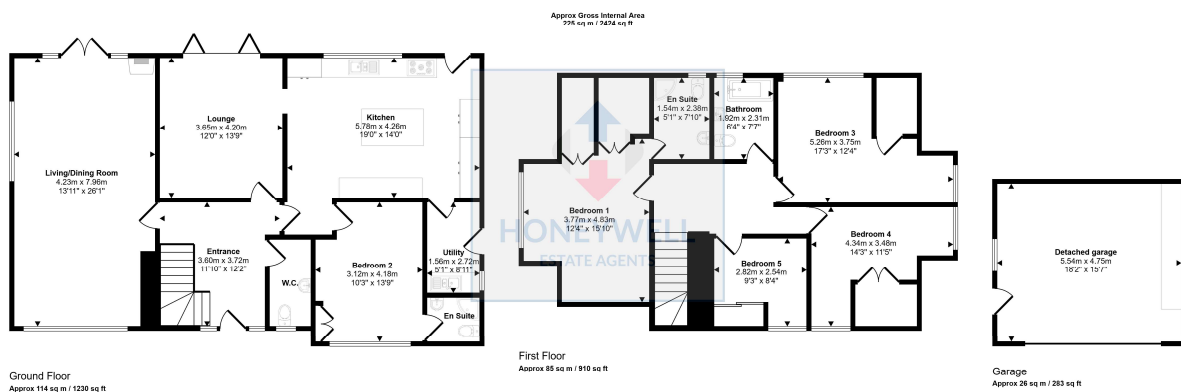 Approx Gross Internal Area
225 sq m / 2424 sq ft
Living/Dining Room
4.23m x 7.96m
13'11" x 26'1"
Lounge
3.65m x 4.20m
12'0" x 13'9"
Kitchen
5.78m x 4.26m
19'0" x 14'0"
Entrance
3.60m x 3.72m
11'10" x 12'2"
W.C.
Bedroom 2
3.12m x 4.18m
10'3" x 13'9"
Utility
1.56m x 2.72m
5'1" x 8'11"
En Suite
Ground Floor
Approx 114 sq m / 1230 sq ft
En Suite
1.54m x 2.38m
5'1" x 7'10"
Bathroom
1.92m x 2.31m
6'4" x 7'7"
Bedroom 3
5.26m x 3.75m
17'3" x 12'4"
Bedroom 1
3.77m x 4.83m
12'4" x 15'10"
Bedroom 4
4.34m x 3.48m
14'3" x 11'5"
Bedroom 5
2.82m x 2.54m
9'3" x 8'4"
HONEYWELL
ESTATE AGENTS
First Floor
Approx 85 sq m / 910 sq ft
Detached garage
5.54m x 4.75m
18'2" x 15'7"
Garage
Approx 26 sq m / 283 sq ft